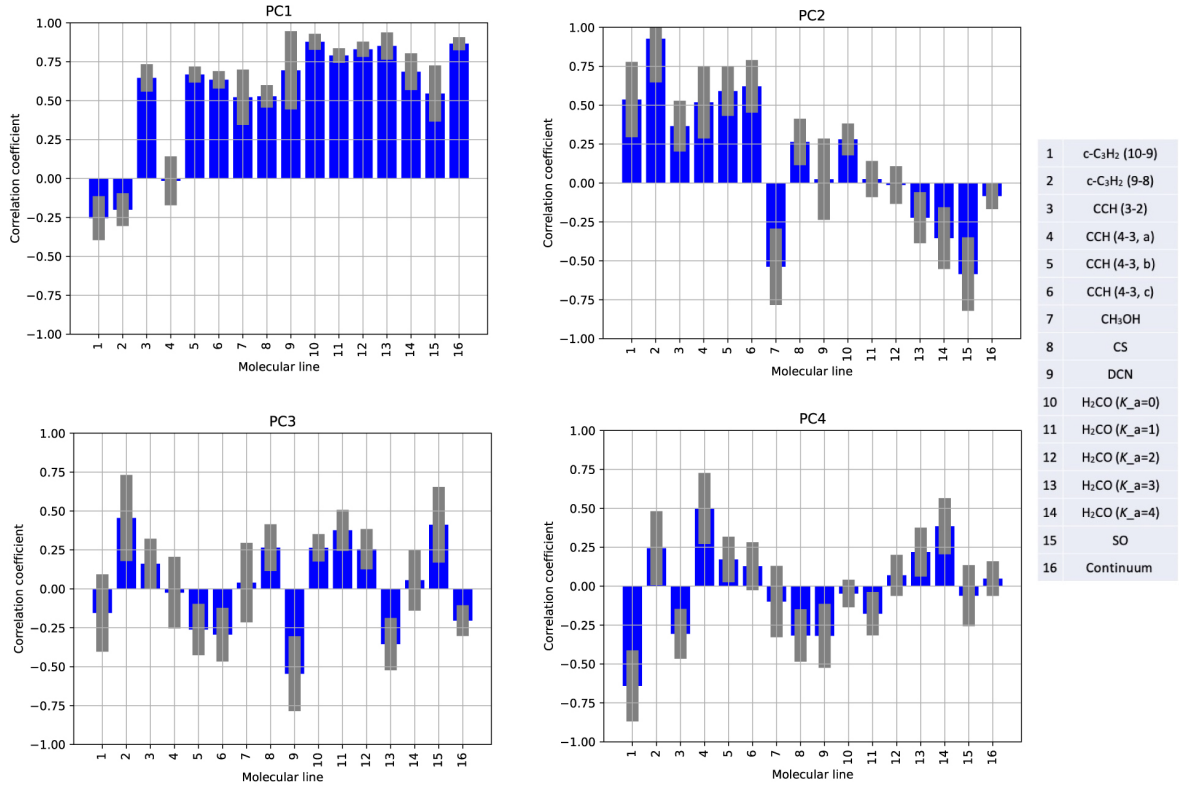 PC1
1.00
0.75
0.50
0.25
0.00
−0.25
−0.50
−0.75
−1.00
Correlation coefficient
1 2 3 4 5 6 7 8 9 10 11 12 13 14 15 16
Molecular line
PC2
1.00
0.75
0.50
0.25
0.00
−0.25
−0.50
−0.75
−1.00
Correlation coefficient
1 2 3 4 5 6 7 8 9 10 11 12 13 14 15 16
Molecular line
PC3
1.00
0.75
0.50
0.25
0.00
−0.25
−0.50
−0.75
−1.00
Correlation coefficient
1 2 3 4 5 6 7 8 9 10 11 12 13 14 15 16
Molecular line
PC4
1.00
0.75
0.50
0.25
0.00
−0.25
−0.50
−0.75
−1.00
Correlation coefficient
1 2 3 4 5 6 7 8 9 10 11 12 13 14 15 16
Molecular line
1 c-C₃H₂ (10-9)
2 c-C₃H₂ (9-8)
3 CCH (3-2)
4 CCH (4-3, a)
5 CCH (4-3, b)
6 CCH (4-3, c)
7 CH₃OH
8 CS
9 DCN
10 H₂CO (K_a=0)
11 H₂CO (K_a=1)
12 H₂CO (K_a=2)
13 H₂CO (K_a=3)
14 H₂CO (K_a=4)
15 SO
16 Continuum